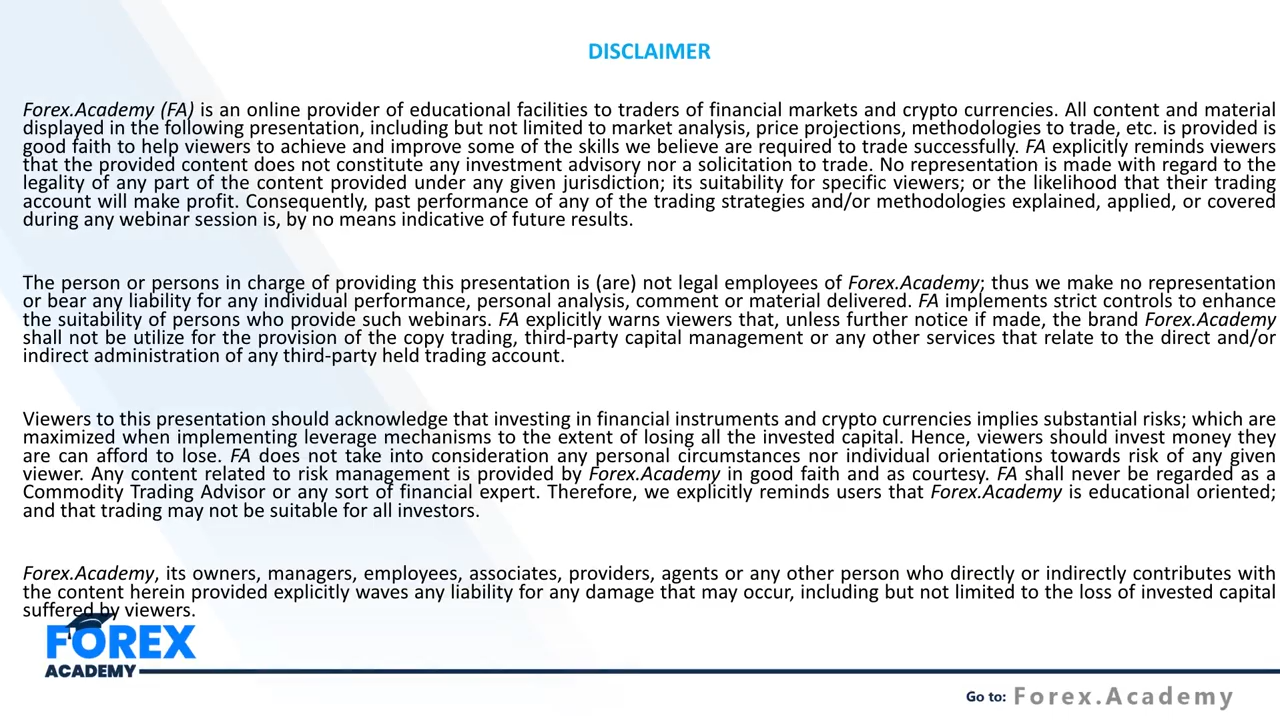 DISCLAIMER
Forex.Academy (FA) is an online provider of educational facilities to traders of financial markets and crypto currencies. All content and material
displayed in the following presentation, including but not limited to market analysis, price projections, methodologies to trade, etc. is provided is
good faith to help viewers to achieve and improve some of the skills we believe are required to trade successfully. FA explicitly reminds viewers
that the provided content does not constitute any investment advisory nor a solicitation to trade. No representation is made with regard to the
legality of any part of the content provided under any given jurisdiction; its suitability for specific viewers; or the likelihood that their trading
account will make profit. Consequently, past performance of any of the trading strategies and/or methodologies explained, applied, or covered
during any webinar session is, by no means indicative of future results.
The person or persons in charge of providing this presentation is (are) not legal employees of Forex.Academy; thus we make no representation
or bear any liability for any individual performance, personal analysis, comment or material delivered. FA implements strict controls to enhance
the suitability of persons who provide such webinars. FA explicitly warns viewers that, unless further notice if made, the brand Forex.Academy
shall not be utilize for the provision of the copy trading, third-party capital management or any other services that relate to the direct and/or
indirect administration of any third-party held trading account.
Viewers to this presentation should acknowledge that investing in financial instruments and crypto currencies implies substantial risks; which are
maximized when implementing leverage mechanisms to the extent of losing all the invested capital. Hence, viewers should invest money they
are can afford to lose. FA does not take into consideration any personal circumstances nor individual orientations towards risk of any given
viewer. Any content related to risk management is provided by Forex.Academy in good faith and as courtesy. FA shall never be regarded as a
Commodity Trading Advisor or any sort of financial expert. Therefore, we explicitly reminds users that Forex.Academy is educational oriented;
and that trading may not be suitable for all investors.
Forex.Academy, its owners, managers, employees, associates, providers, agents or any other person who directly or indirectly contributes with
the content herein provided explicitly waves any liability for any damage that may occur, including but not limited to the loss of invested capital
suffered by viewers.
FOREX
ACADEMY
Go to: Forex.Academy